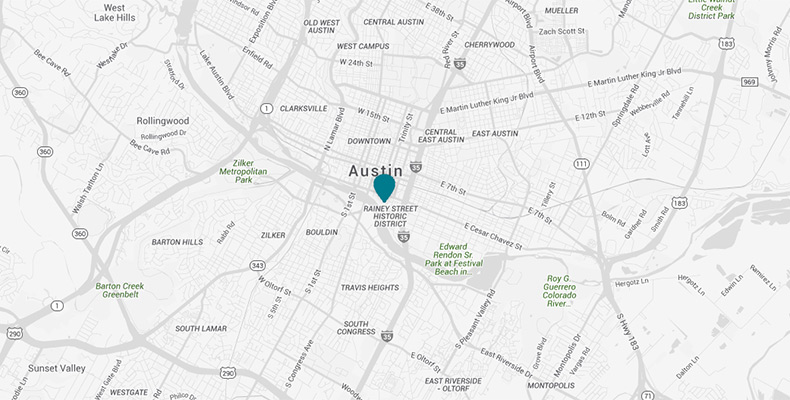 West
Lake Hills
Exposition Blvd
Windsor Rd
OLD WEST
AUSTIN
CENTRAL AUSTIN
E 38th St
Red River St
Airport Blvd
MUELLER
Zach Scott St
Little Walnut
Creek
District Park
183
Johnny Morris Rd
Bee Cave Rd
Westlake Dr
Stratford Dr
Lake Austin Blvd
Enfield Rd
WEST CAMPUS
W 24th St
CHERRYWOOD
35
Airport Blvd
E Martin Luther King Jr Blvd
969
360
1
CLARKSVILLE
N Lamar Blvd
W 15th St
Trinity St
E Martin Luther King Jr Blvd
E 12th St
Springdale Rd
Webberville Rd
Tannehill Ln
Rollingwood
Rollingwood Dr
Bee Cave Rd
DOWNTOWN
CENTRAL
EAST AUSTIN
EAST AUSTIN
Lott Ave
360
Zilker
Metropolitan
Park
Austin
35
111
Walsh Tarlton Ln
E 7th St
Tillery St
183
S 1st St
RAINEY STREET
HISTORIC
DISTRICT
E 7th St
Bolm Rd
Gardner Rd
Smith Rd
360
BARTON HILLS
Rabb Rd
ZILKER
BOULDIN
35
E Cesar Chavez St
Edward
Rendon Sr.
Park at Festival
Beach in...
343
Barton Creek
Greenbelt
W Oltorf St
S 1st St
S 5th St
TRAVIS HEIGHTS
Roy G
Guerrero
Colorado
River...
Hergotz Ln
Hergotz Ln
Edwin Ln
Ramirez Ln
1
290
SOUTH LAMAR
SOUTH
CONGRESS
35
S Pleasant Valley Rd
S Hwy 183
Sunset Valley
290
West Gate Blvd
WESTGATE
Philco Dr
S Congress Ave
E Oltorf St
East Riverside Dr
Grove Blvd
Montopolis Dr
Vargas Rd
EAST RIVERSIDE
- OLTORF
MONTOPOLIS
71
Dalton Ln